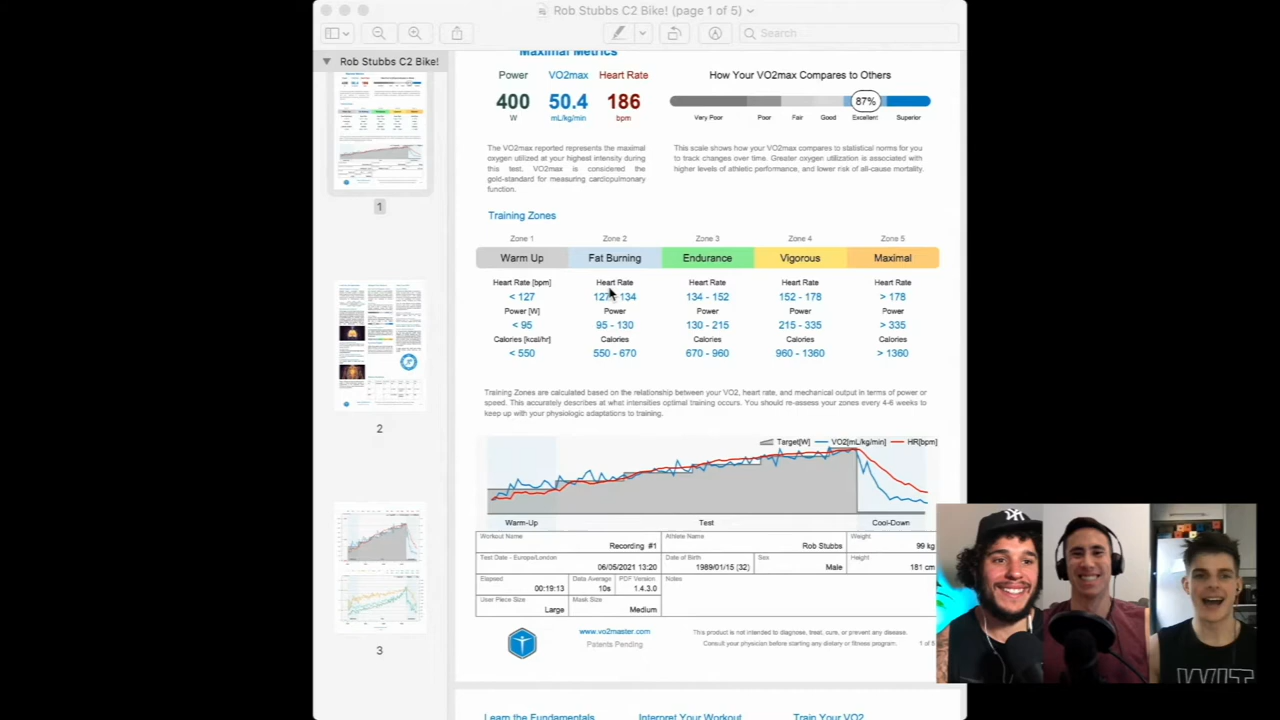 Rob Stubbs C2 Bike! (page 1 of 5)
Search
Rob Stubbs C2 Bike!
1
2
3
Maximal Metrics
Power VO2max Heart Rate
400 50.4 186
W mL/kg/min bpm
How Your VO2max Compares to Others
87%
Very Poor Poor Fair Good Excellent Superior
The VO2max reported represents the maximal
oxygen utilized at your highest intensity during
this test. VO2max is considered the
gold-standard for measuring cardiopulmonary
function.
This scale shows how your VO2max compares to statistical norms for you
to track changes over time. Greater oxygen utilization is associated with
higher levels of athletic performance, and lower risk of all-cause mortality.
Training Zones
Zone 1 Zone 2 Zone 3 Zone 4 Zone 5
Warm Up Fat Burning Endurance Vigorous Maximal
Heart Rate [bpm] Heart Rate Heart Rate Heart Rate Heart Rate
< 127 127 - 134 134 - 152 152 - 178 > 178
Power [W] Power Power Power Power
< 95 95 - 130 130 - 215 215 - 335 > 335
Calories [kcal/hr] Calories Calories Calories Calories
< 550 550 - 670 670 - 960 960 - 1360 > 1360
Training Zones are calculated based on the relationship between your VO2, heart rate, and mechanical output in terms of power or
speed. This accurately describes at what intensities optimal training occurs. You should re-assess your zones every 4-6 weeks to
keep up with your physiologic adaptations to training.
Target[W] VO2[mL/kg/min] HR[bpm]
Warm-Up Test Cool-Down
Workout Name Athlete Name Weight
Recording #1 Rob Stubbs 99 kg
Test Date - Europe/London Date of Birth Sex Height
06/05/2021 13:20 1989/01/15 (32) Male 181 cm
Elapsed Data Average PDF Version Notes
00:19:13 10s 1.4.3.0
User Piece Size Mask Size
Large Medium
www.vo2master.com
Patents Pending
This product is not intended to diagnose, treat, cure, or prevent any disease.
Consult your physician before starting any dietary or fitness program.
1 of 5
Learn the Fundamentals Interpret Your Workout Train Your VO2